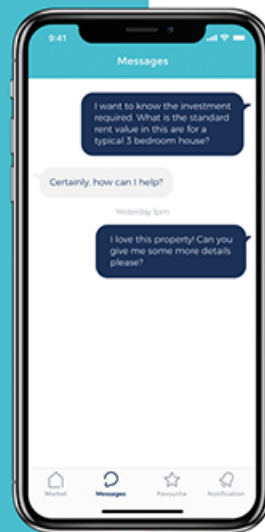 9:41
Messages
I want to know the investment
required. What is the standard
rent value in this are for a
typical 3 bedroom house?
Certainly, how can I help?
Yesterday 1pm
I love this property! Can you
give me some more details
please?
Market Messages Favourite Notification